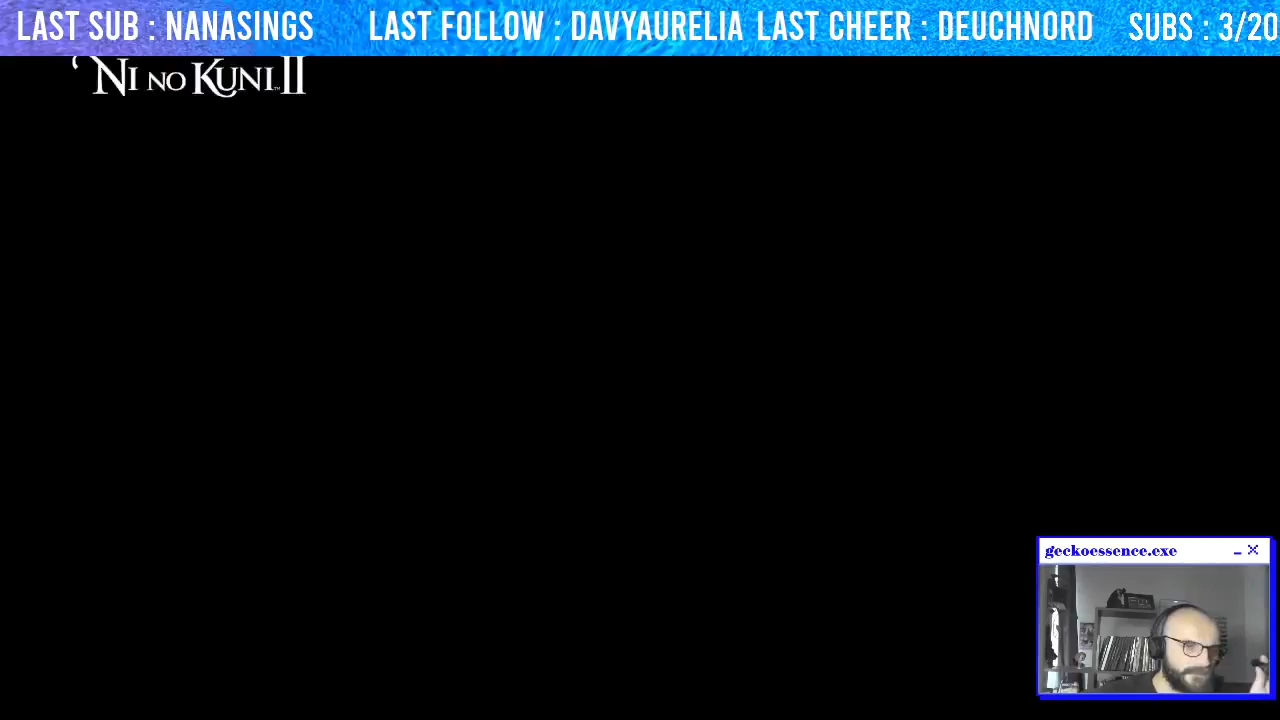 LAST SUB : NANASINGS LAST FOLLOW : DAVYAURELIA LAST CHEER : DEUCHNORD SUBS : 3/20
NI NO KUNI II
geckoessence.exe